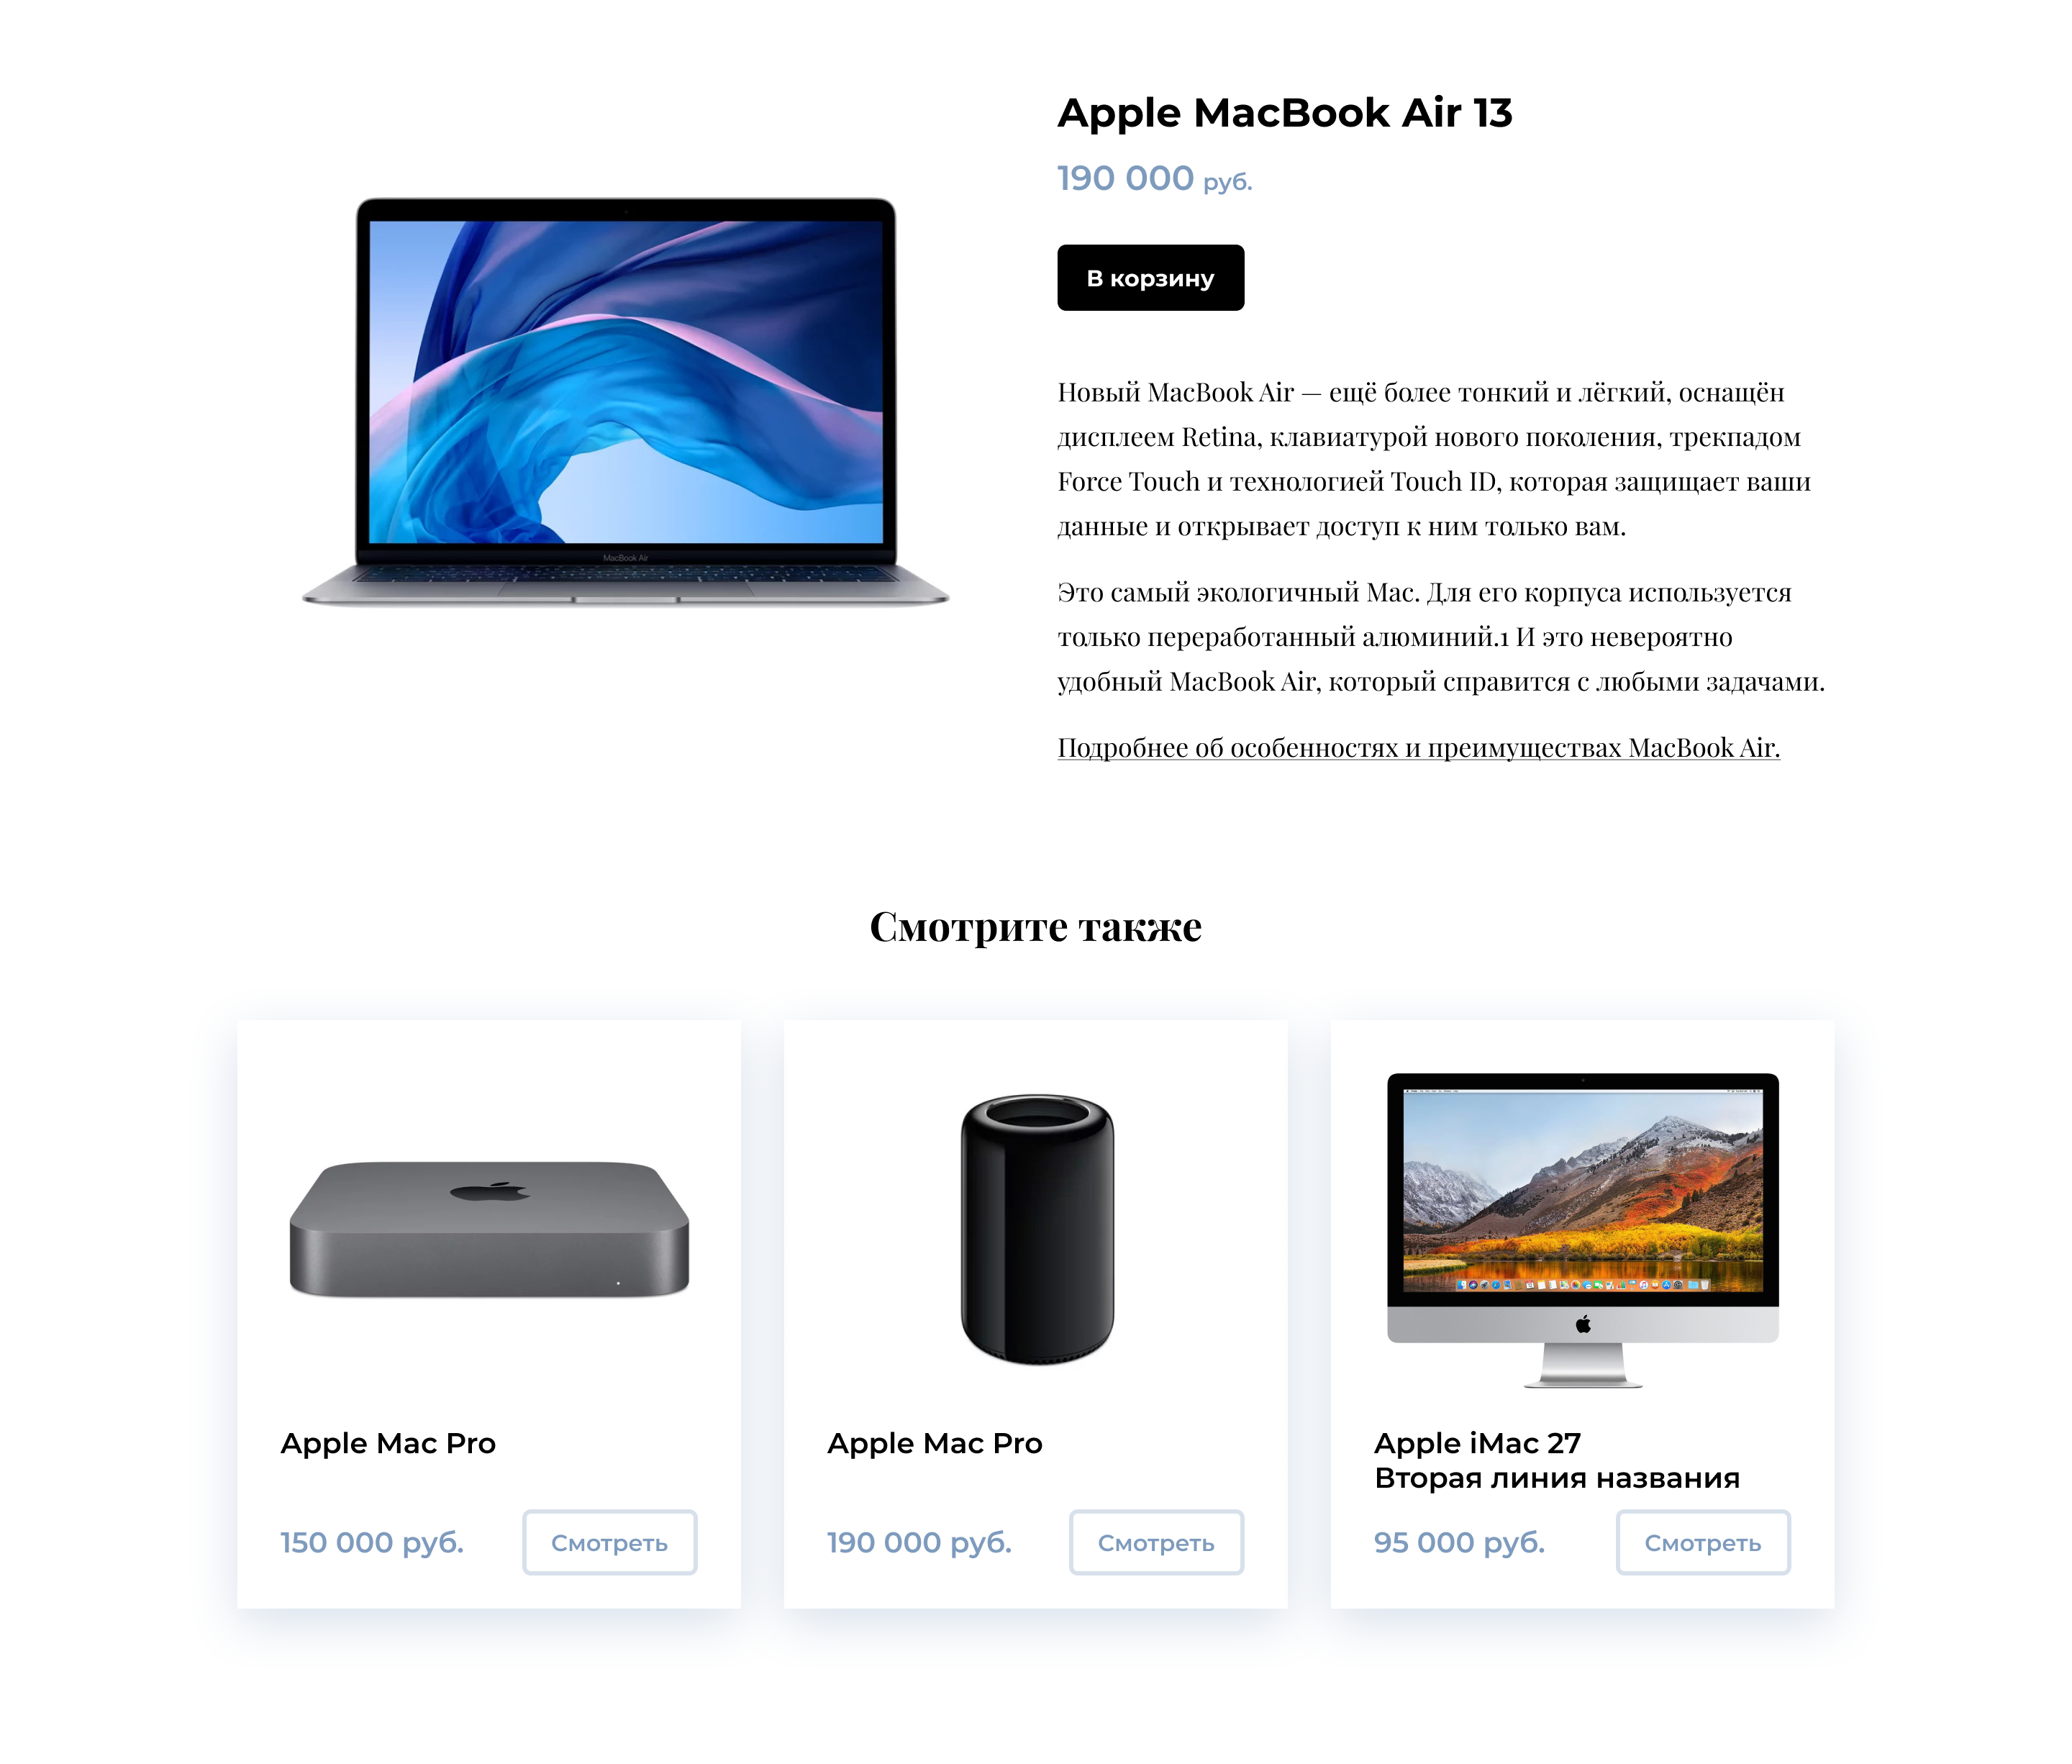 Apple MacBook Air 13
190 000 руб.
В корзину
Новый MacBook Air — ещё более тонкий и лёгкий, оснащён
дисплеем Retina, клавиатурой нового поколения, трекпадом
Force Touch и технологией Touch ID, которая защищает ваши
данные и открывает доступ к ним только вам.
Это самый экологичный Mac. Для его корпуса используется
только переработанный алюминий.1 И это невероятно
удобный MacBook Air, который справится с любыми задачами.
Подробнее об особенностях и преимуществах MacBook Air.
MacBook Air
Смотрите также
Apple Mac Pro
150 000 руб.
Смотреть
Apple Mac Pro
190 000 руб.
Смотреть
Apple iMac 27
Вторая линия названия
95 000 руб.
Смотреть